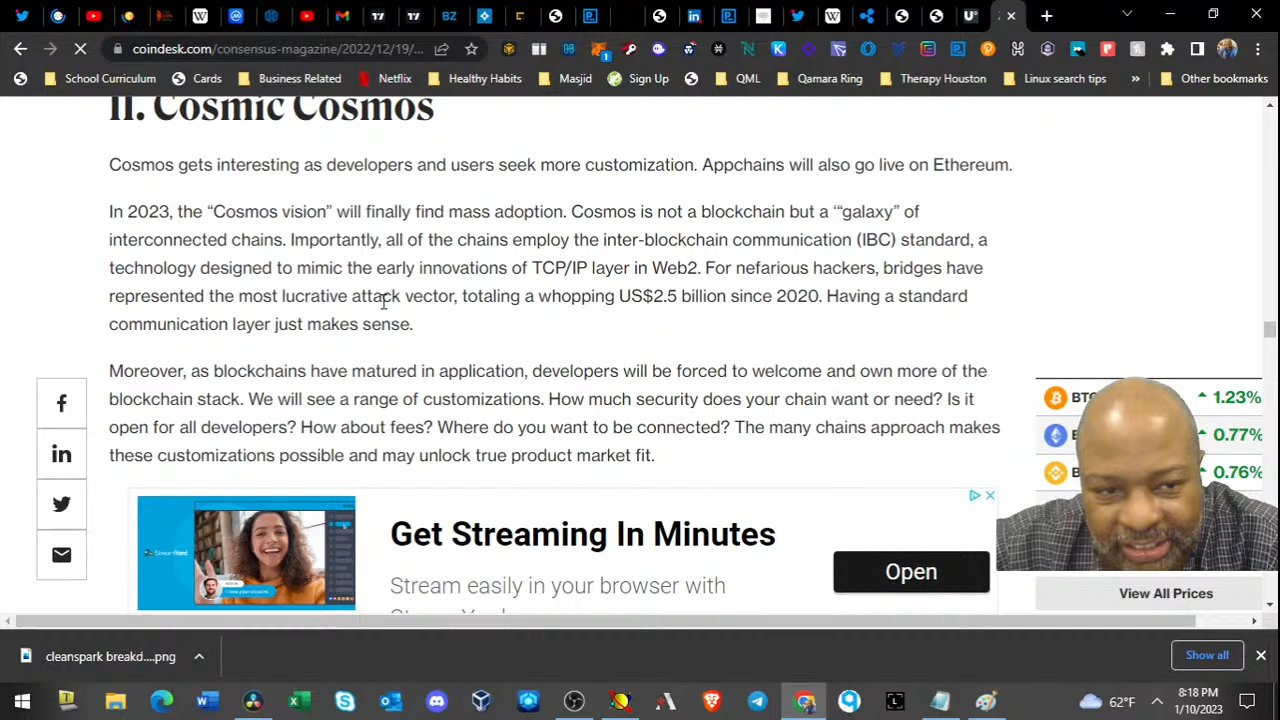 coindesk.com/consensus-magazine/2022/12/19/...
School Curriculum
Cards
Business Related
Netflix
Healthy Habits
Masjid
Sign Up
QML
Qamara Ring
Therapy Houston
Linux search tips
»
Other bookmarks
II. Cosmic Cosmos
Cosmos gets interesting as developers and users seek more customization. Appchains will also go live on Ethereum.
In 2023, the “Cosmos vision” will finally find mass adoption. Cosmos is not a blockchain but a ‘“galaxy” of
interconnected chains. Importantly, all of the chains employ the inter-blockchain communication (IBC) standard, a
technology designed to mimic the early innovations of TCP/IP layer in Web2. For nefarious hackers, bridges have
represented the most lucrative attack vector, totaling a whopping US$2.5 billion since 2020. Having a standard
communication layer just makes sense.
Moreover, as blockchains have matured in application, developers will be forced to welcome and own more of the
blockchain stack. We will see a range of customizations. How much security does your chain want or need? Is it
open for all developers? How about fees? Where do you want to be connected? The many chains approach makes
these customizations possible and may unlock true product market fit.
1.23%
0.77%
0.76%
View All Prices
Get Streaming In Minutes
Stream easily in your browser with
Open
StreamYard
cleanspark breakd....png
Show all
62°F
8:18 PM
1/10/2023